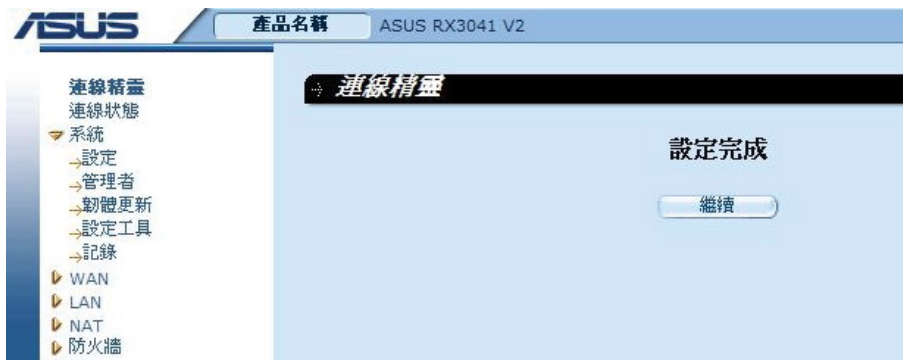 ASUS
產品名稱 ASUS RX3041 V2
連線精靈
連線狀態
系統
設定
管理者
韌體更新
設定工具
記錄
WAN
LAN
NAT
防火牆
連線精靈
設定完成
繼續